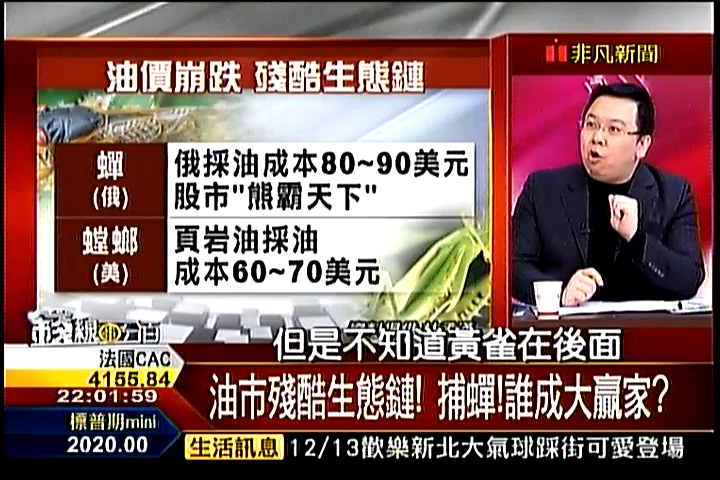 非凡新聞
油價崩跌 殘酷生態鏈
蟬
(俄)
俄採油成本80~90美元
股市"熊霸天下"
螳螂
(美)
頁岩油採油
成本60~70美元
錢線百分百
但是不知道黃雀在後面
法國CAC
4155.84
22:01:59
油市殘酷生態鏈! 捕蟬!誰成大贏家?
標普期mini
2020.00
生活訊息
12/13歡樂新北大氣球踩街可愛登場